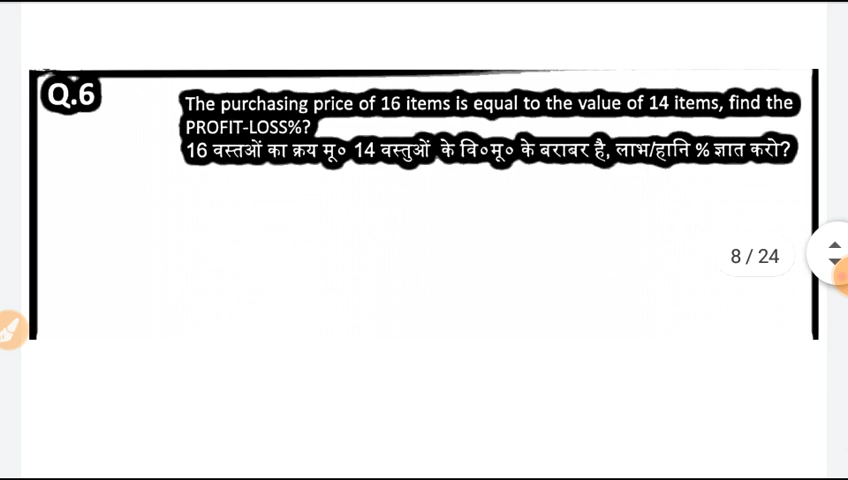 Q.6
The purchasing price of 16 items is equal to the value of 14 items, find the
PROFIT-LOSS%?
16 वस्तओं का क्रय मू० 14 वस्तुओं के वि०मू० के बराबर है, लाभ/हानि % ज्ञात करो?
8 / 24